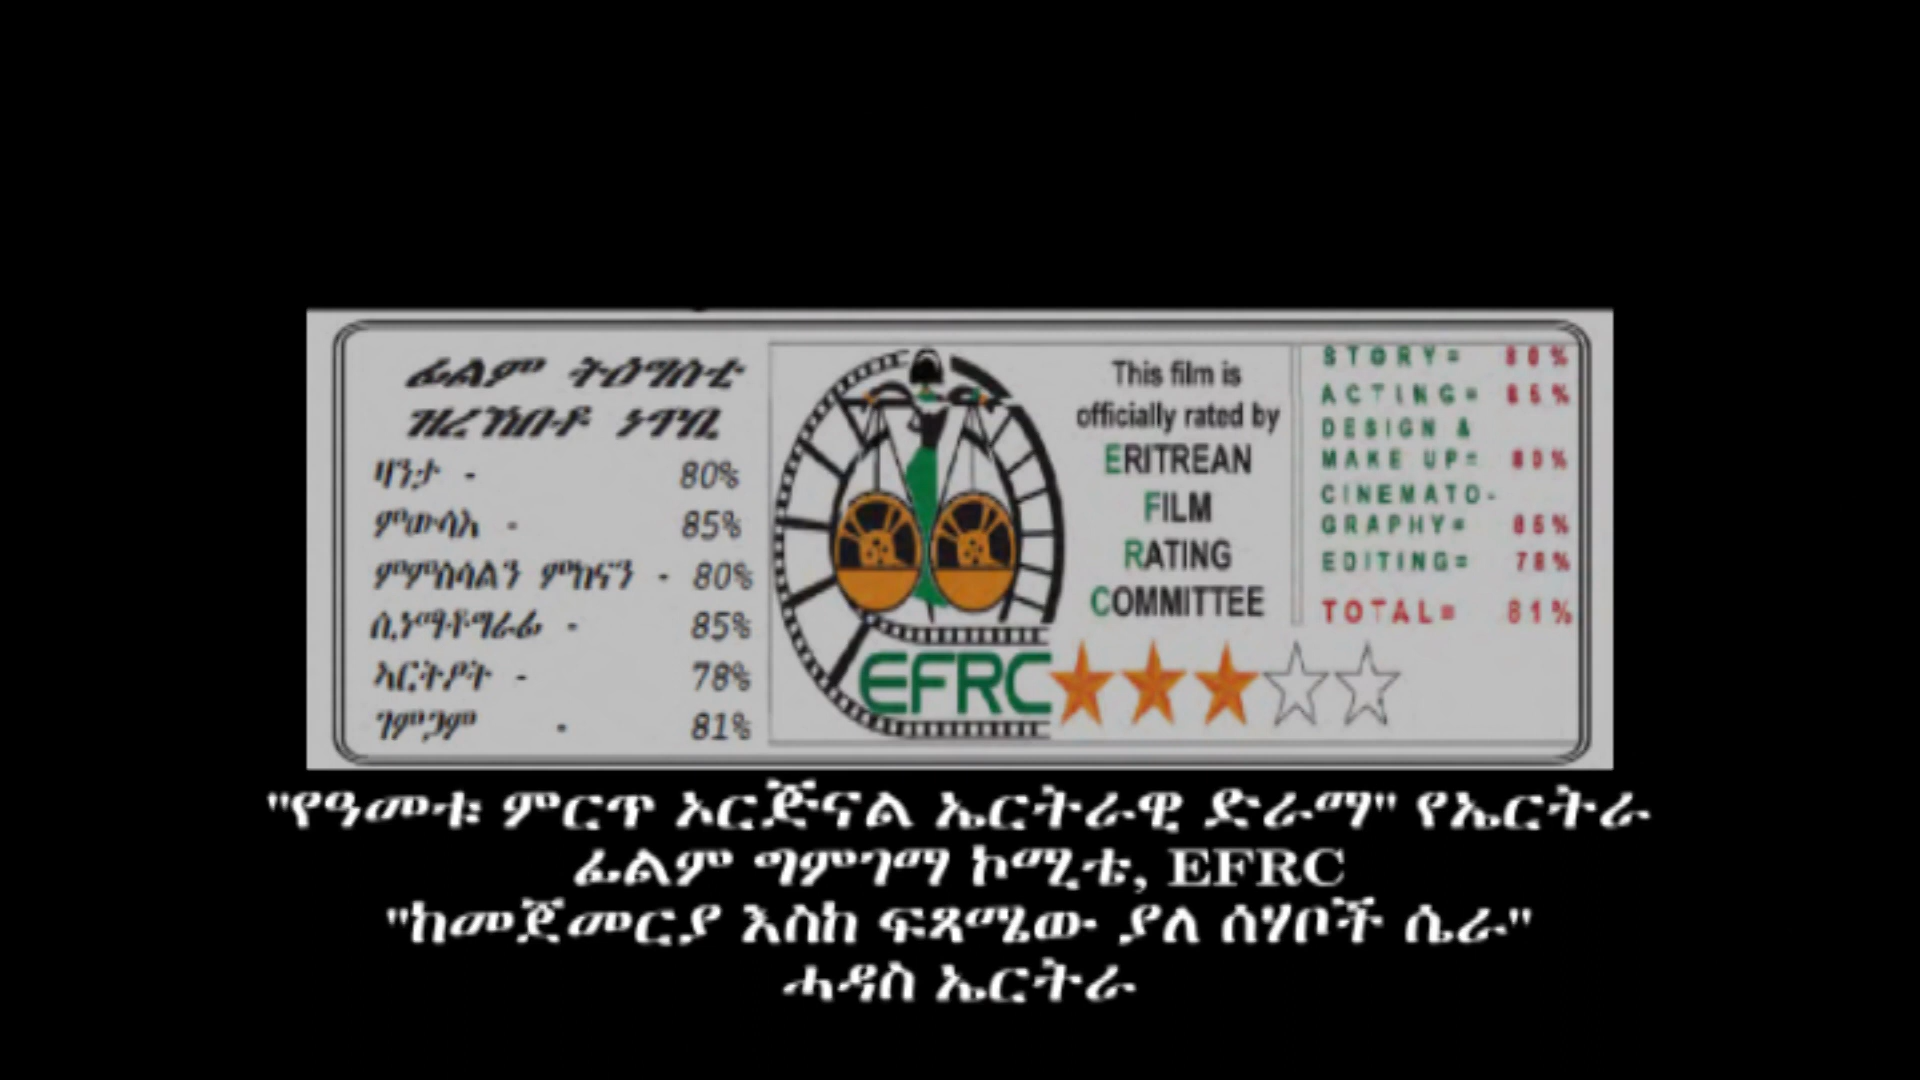 ፊልም ትዕግስቲ
ዝረኸበቶ ነጥቢ
ዛንታ - 80%
ምውሳእ - 85%
ምምስሳልን ምክናን - 80%
ሲነማቶግራፊ - 85%
ኣርትዖት - 78%
ገምጋም - 81%
This film is
officially rated by
ERITREAN
FILM
RATING
COMMITTEE
EFRC
STORY= 80%
ACTING= 85%
DESIGN &
MAKE UP= 80%
CINEMATO-
GRAPHY= 85%
EDITING= 78%
TOTAL= 81%
"የዓመቱ ምርጥ ኦርጅናል ኤርትራዊ ድራማ" የኤርትራ
ፊልም ግምገማ ኮሚቴ, EFRC
"ከመጀመርያ እስከ ፍጻሜው ያለ ሰሃቦች ሴራ"
ሓዳስ ኤርትራ